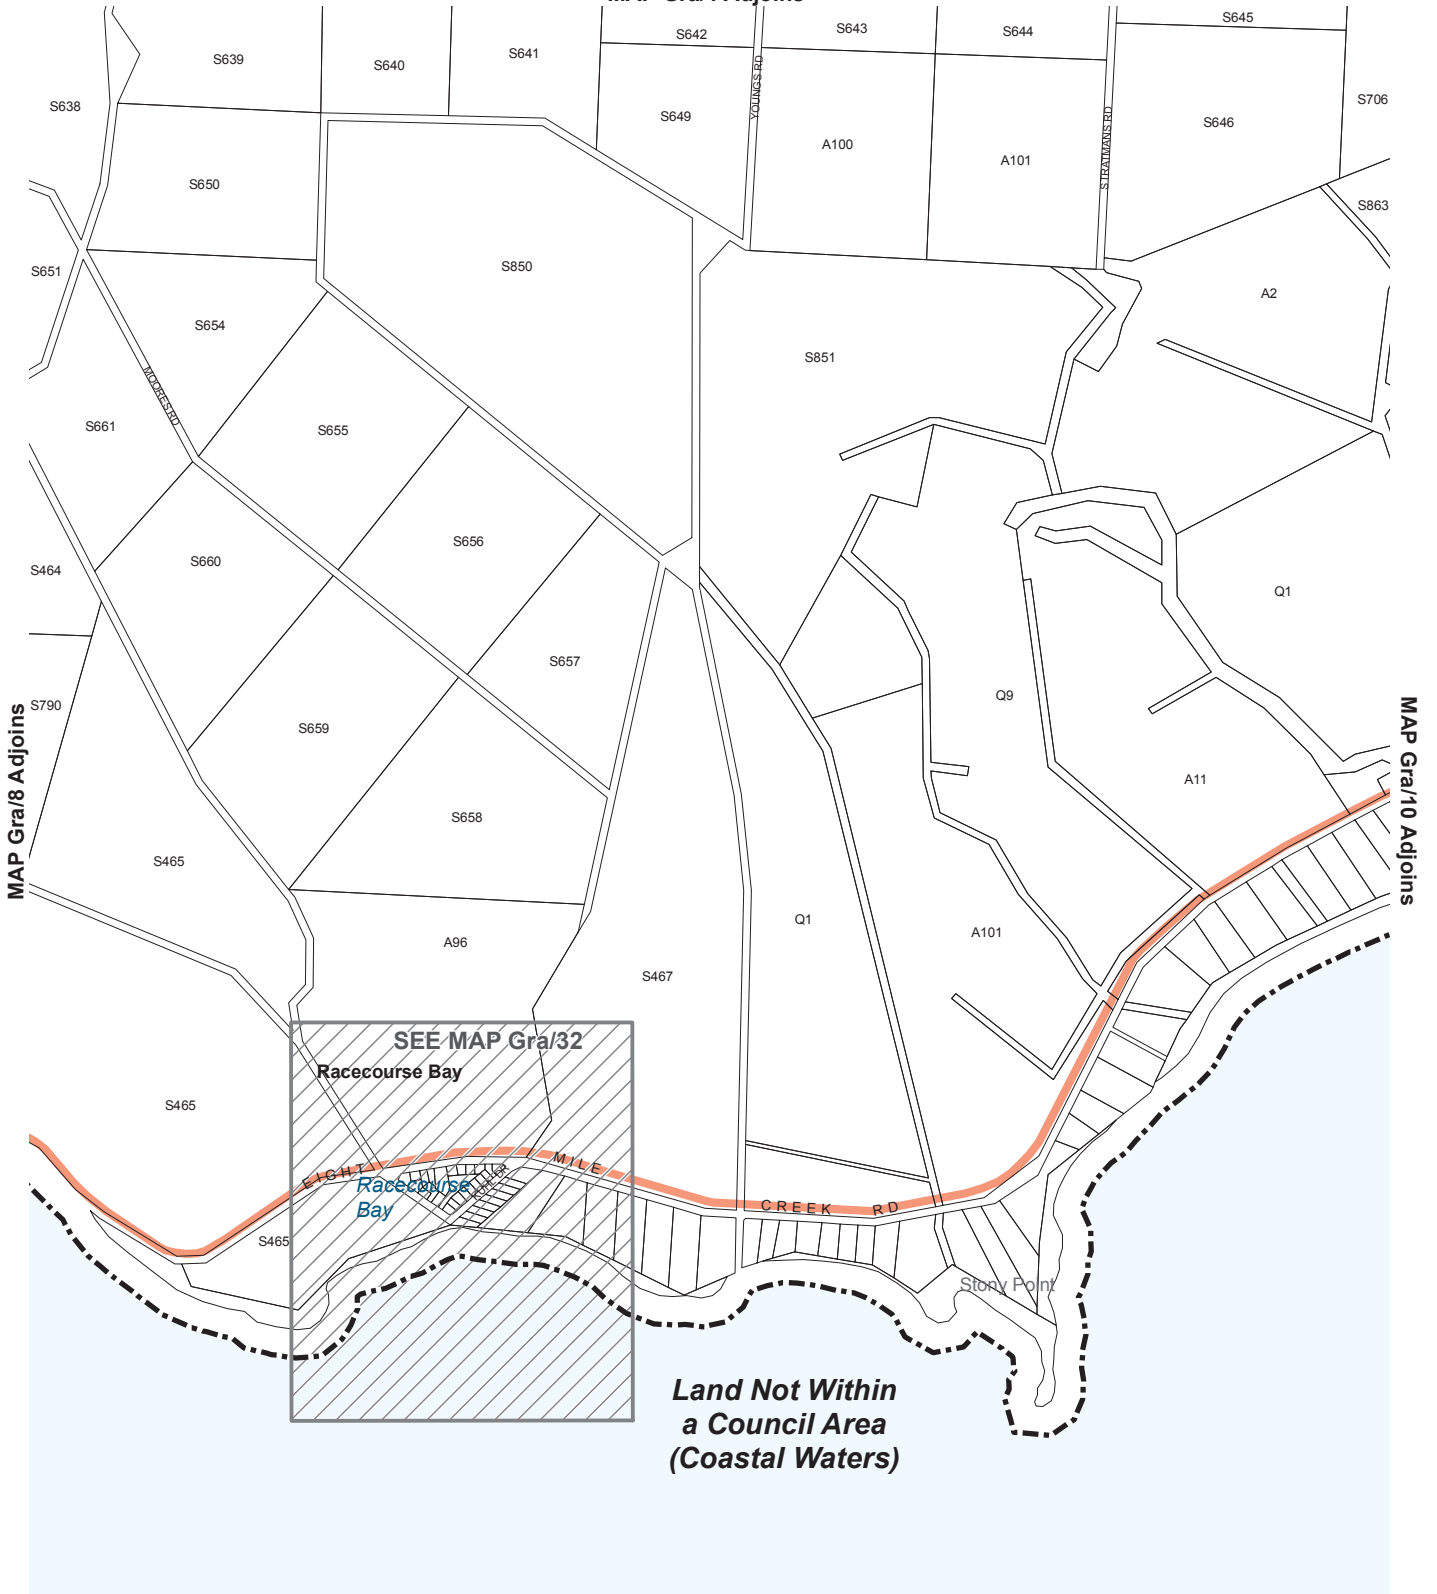 S645
S642
S643
S644
S639
S640
S641
S638
S649
YOUNGS RD
A100
A101
STRATMANS RD
S646
S706
S650
S863
S651
S850
A2
S654
S851
MOORES RD
S661
S655
S464
S660
S656
Q1
S790
S657
Q9
S659
A11
MAP Gra/8 Adjoins
MAP Gra/10 Adjoins
S658
S465
Q1
A101
A96
S467
SEE MAP Gra/32
Racecourse Bay
S465
EIGHT MILE CREEK RD
Racecourse
Bay
S465
Stony Point
Land Not Within
a Council Area
(Coastal Waters)